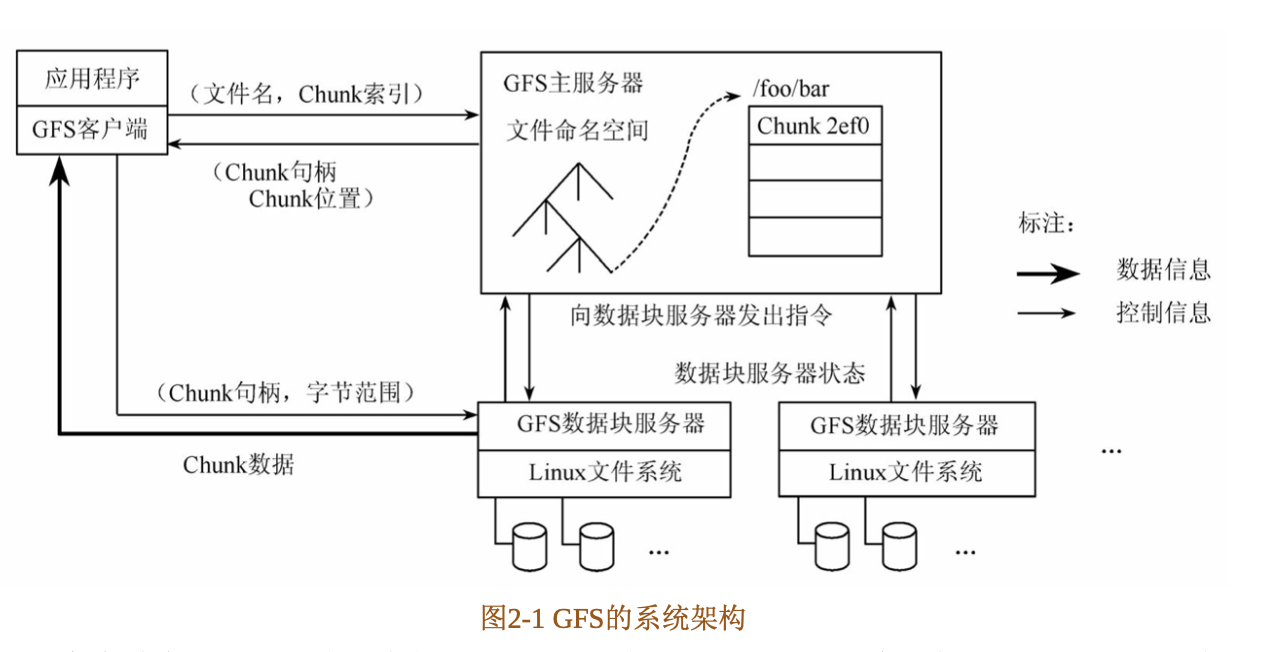 应用程序
GFS客户端
（文件名，Chunk索引）
（Chunk句柄
Chunk位置）
GFS主服务器
文件命名空间
/foo/bar
Chunk 2ef0
标注：
数据信息
控制信息
向数据块服务器发出指令
数据块服务器状态
（Chunk句柄，字节范围）
Chunk数据
GFS数据块服务器
Linux文件系统
...
GFS数据块服务器
Linux文件系统
...
...
图2-1 GFS的系统架构